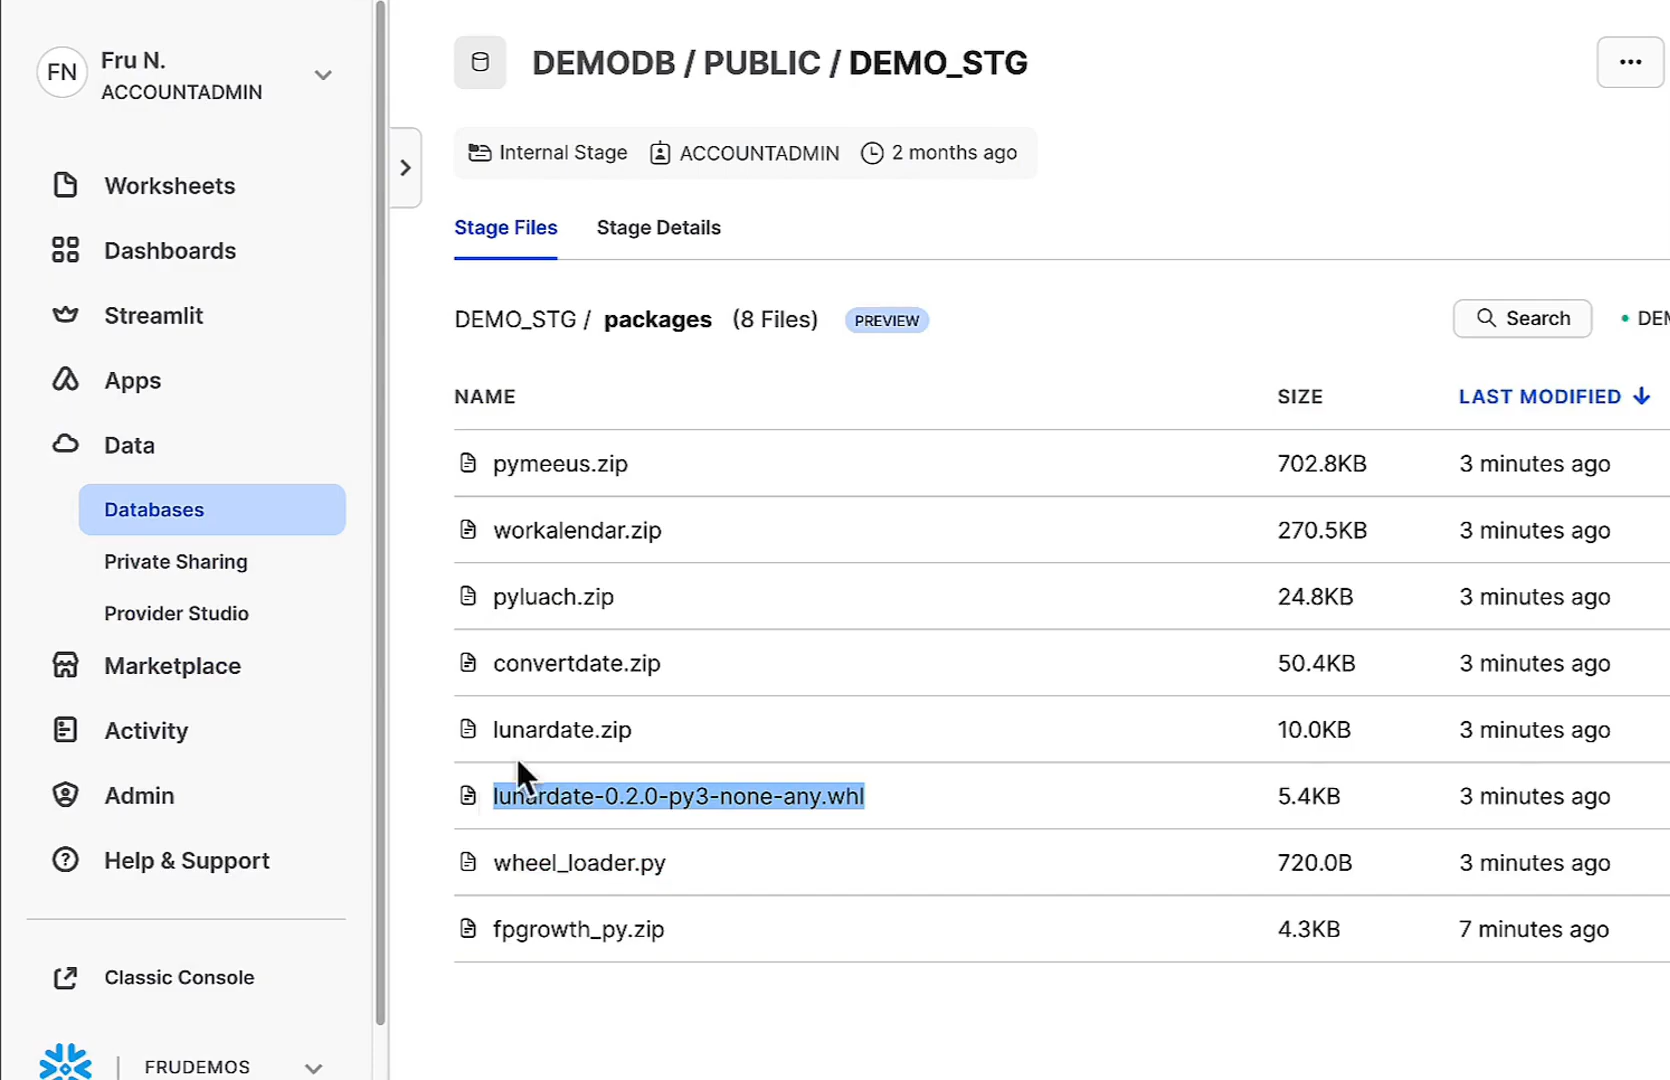 FN
Fru N.
ACCOUNTADMIN
Worksheets
Dashboards
Streamlit
Apps
Data
Databases
Private Sharing
Provider Studio
Marketplace
Activity
Admin
Help & Support
Classic Console
FRUDEMOS
DEMODB / PUBLIC / DEMO_STG
Internal Stage ACCOUNTADMIN 2 months ago
Stage Files Stage Details
DEMO_STG / packages (8 Files) PREVIEW Search DEM
NAME SIZE LAST MODIFIED
pymeeus.zip 702.8KB 3 minutes ago
workalendar.zip 270.5KB 3 minutes ago
pyluach.zip 24.8KB 3 minutes ago
convertdate.zip 50.4KB 3 minutes ago
lunardate.zip 10.0KB 3 minutes ago
lunardate-0.2.0-py3-none-any.whl 5.4KB 3 minutes ago
wheel_loader.py 720.0B 3 minutes ago
fpgrowth_py.zip 4.3KB 7 minutes ago